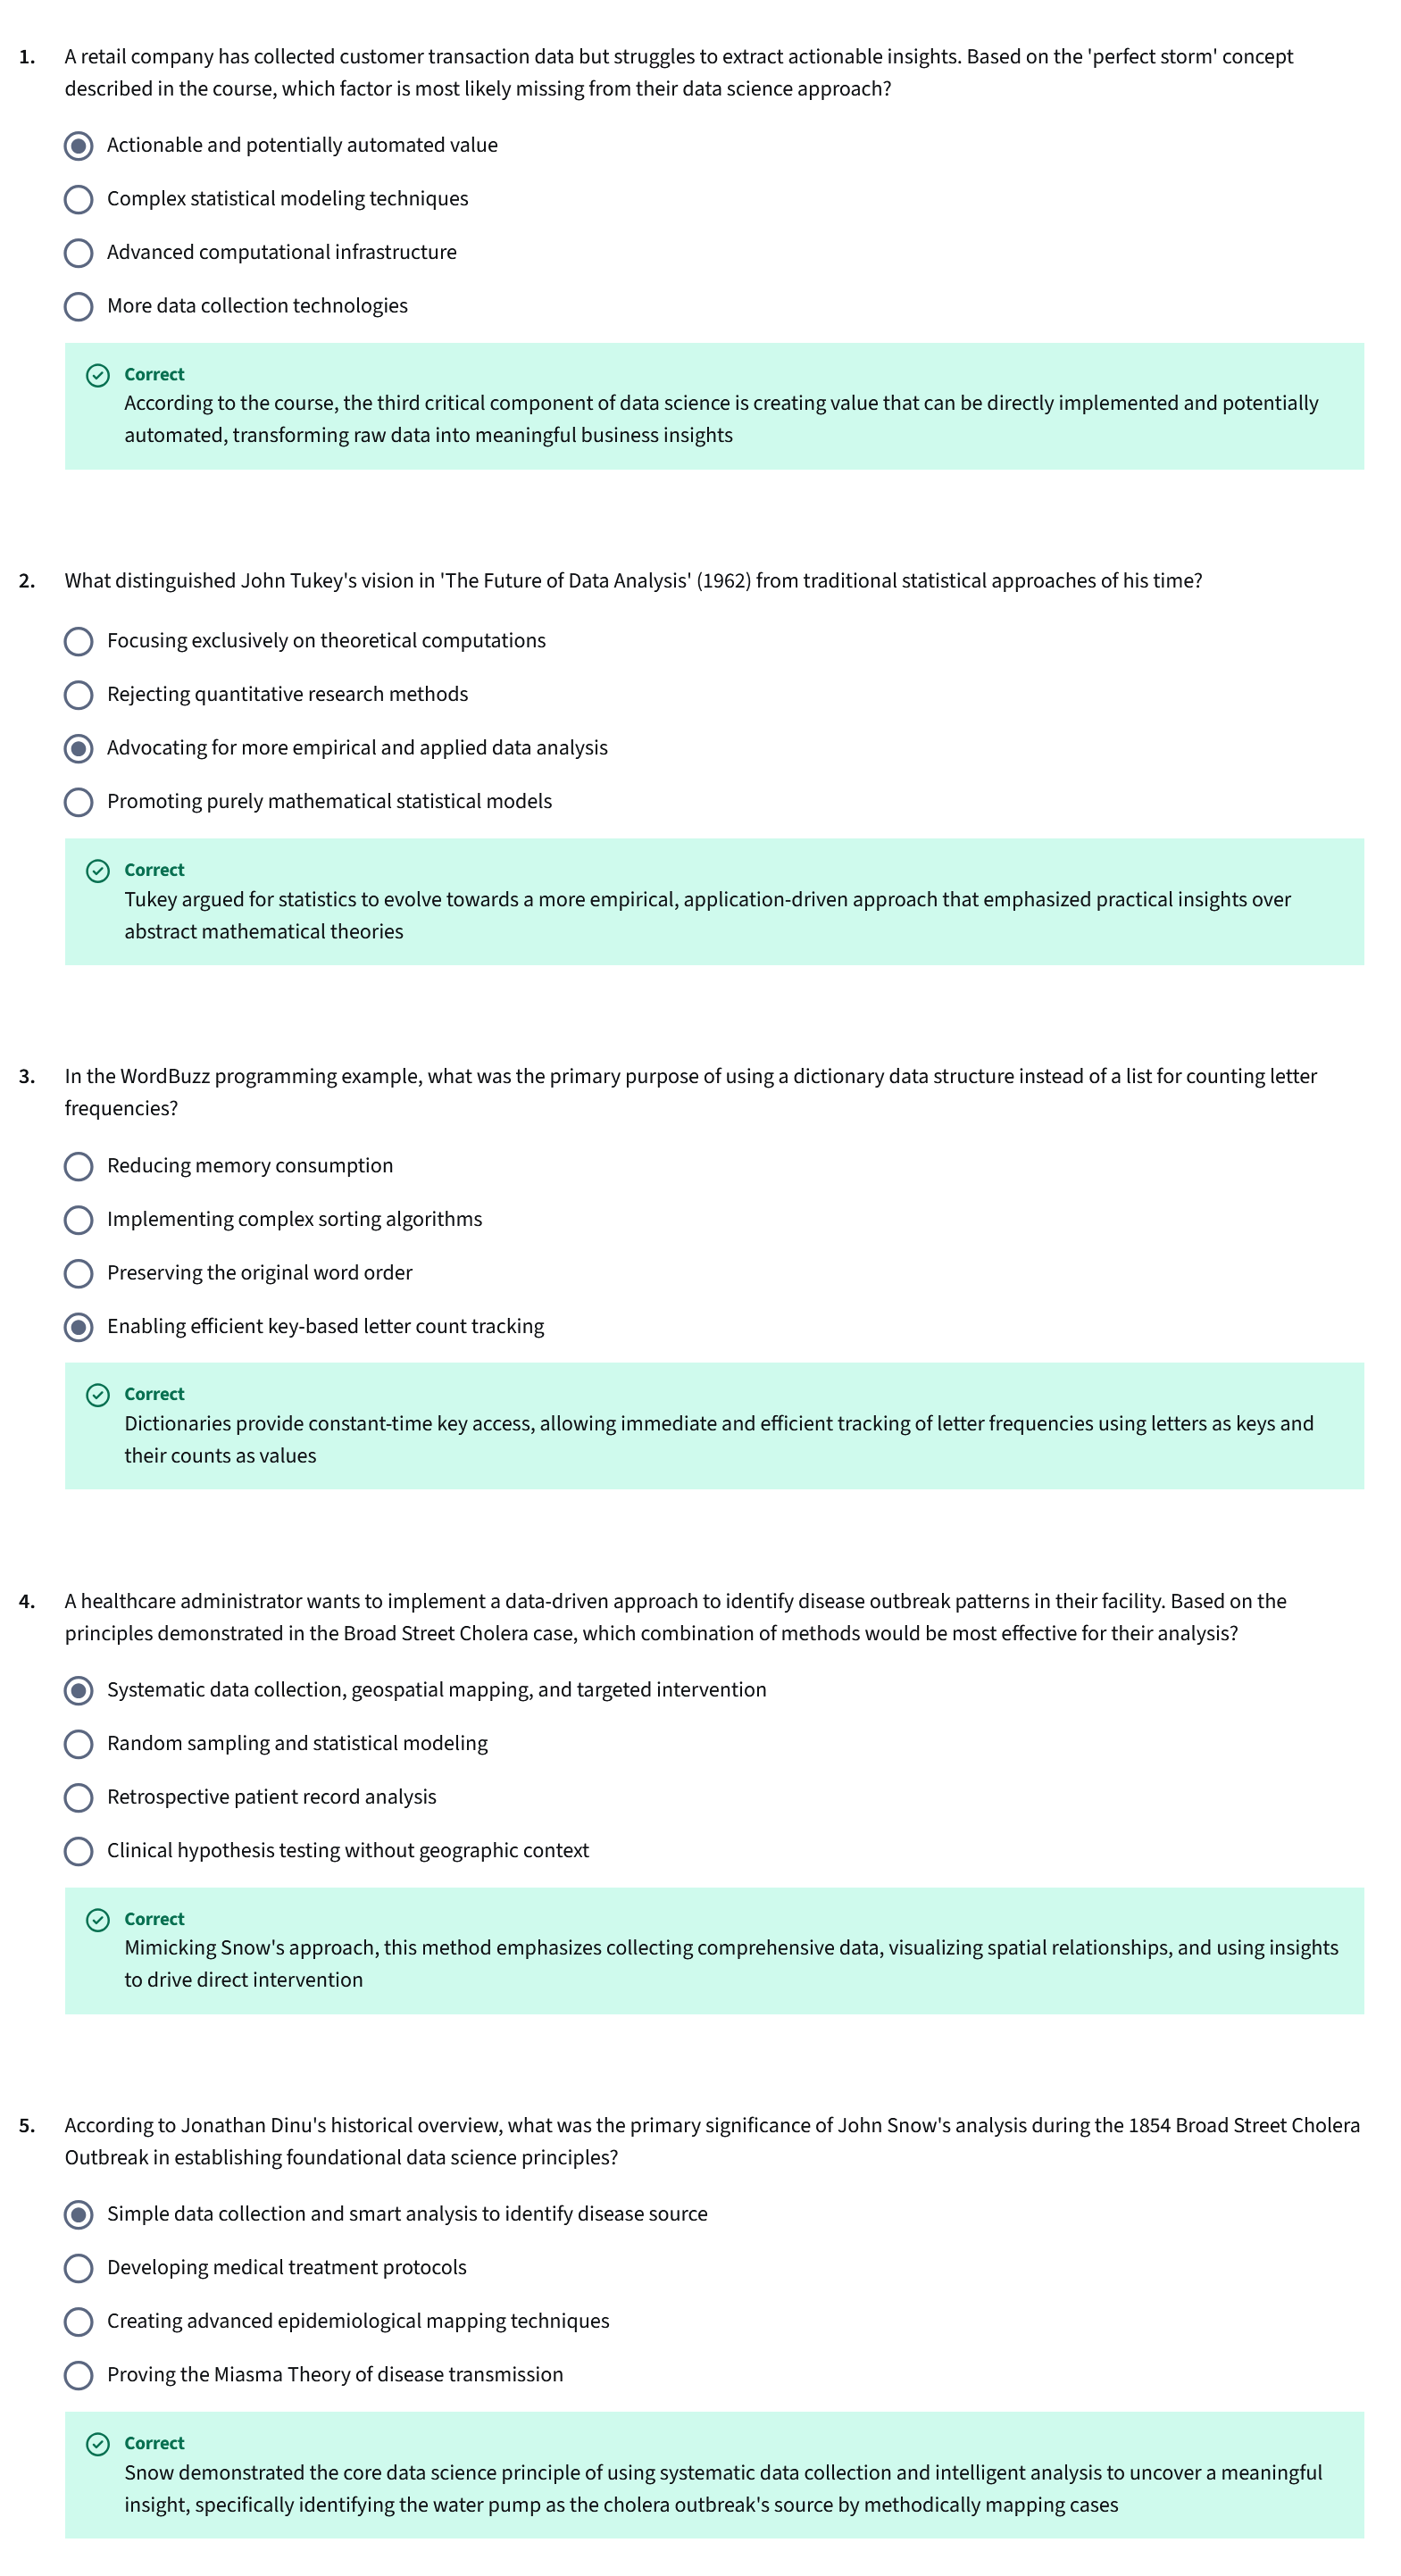 1. A retail company has collected customer transaction data but struggles to extract actionable insights. Based on the 'perfect storm' concept
described in the course, which factor is most likely missing from their data science approach?
Actionable and potentially automated value
Complex statistical modeling techniques
Advanced computational infrastructure
More data collection technologies
Correct
According to the course, the third critical component of data science is creating value that can be directly implemented and potentially
automated, transforming raw data into meaningful business insights
2. What distinguished John Tukey's vision in 'The Future of Data Analysis' (1962) from traditional statistical approaches of his time?
Focusing exclusively on theoretical computations
Rejecting quantitative research methods
Advocating for more empirical and applied data analysis
Promoting purely mathematical statistical models
Correct
Tukey argued for statistics to evolve towards a more empirical, application-driven approach that emphasized practical insights over
abstract mathematical theories
3. In the WordBuzz programming example, what was the primary purpose of using a dictionary data structure instead of a list for counting letter
frequencies?
Reducing memory consumption
Implementing complex sorting algorithms
Preserving the original word order
Enabling efficient key-based letter count tracking
Correct
Dictionaries provide constant-time key access, allowing immediate and efficient tracking of letter frequencies using letters as keys and
their counts as values
4. A healthcare administrator wants to implement a data-driven approach to identify disease outbreak patterns in their facility. Based on the
principles demonstrated in the Broad Street Cholera case, which combination of methods would be most effective for their analysis?
Systematic data collection, geospatial mapping, and targeted intervention
Random sampling and statistical modeling
Retrospective patient record analysis
Clinical hypothesis testing without geographic context
Correct
Mimicking Snow's approach, this method emphasizes collecting comprehensive data, visualizing spatial relationships, and using insights
to drive direct intervention
5. According to Jonathan Dinu's historical overview, what was the primary significance of John Snow's analysis during the 1854 Broad Street Cholera
Outbreak in establishing foundational data science principles?
Simple data collection and smart analysis to identify disease source
Developing medical treatment protocols
Creating advanced epidemiological mapping techniques
Proving the Miasma Theory of disease transmission
Correct
Snow demonstrated the core data science principle of using systematic data collection and intelligent analysis to uncover a meaningful
insight, specifically identifying the water pump as the cholera outbreak's source by methodically mapping cases